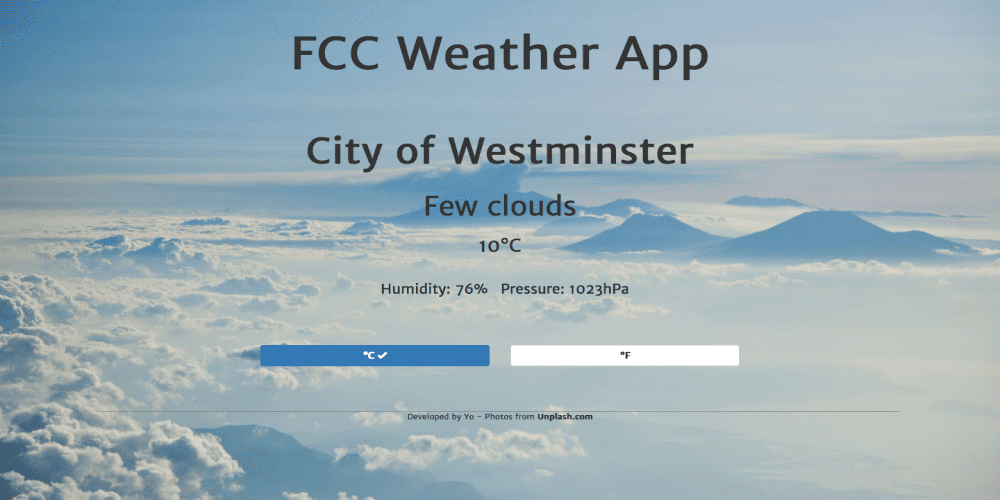 FCC Weather App
City of Westminster
Few clouds
10°C
Humidity: 76% Pressure: 1023hPa
°C ✔ °F
Developed by Yo - Photos from Unplash.com